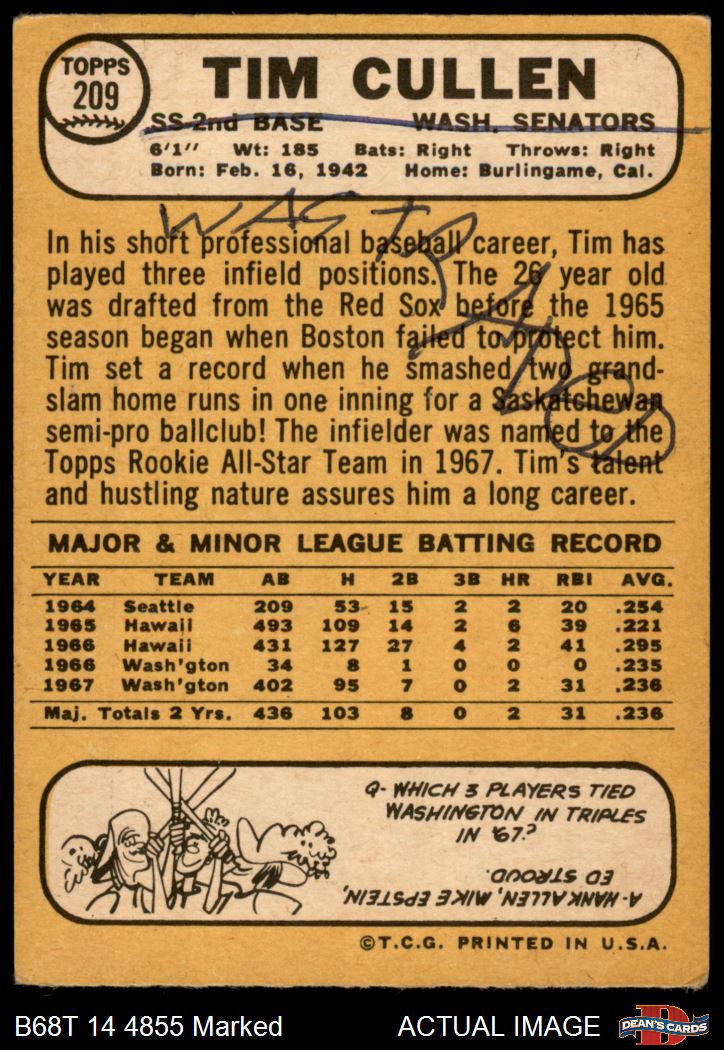 TOPPS
209
TIM CULLEN
SS-2nd BASE WASH. SENATORS
6'1" Wt: 185 Bats: Right Throws: Right
Born: Feb. 16, 1942 Home: Burlingame, Cal.
WAS TR
In his short professional baseball career, Tim has
played three infield positions. The 26 year old
was drafted from the Red Sox before the 1965
season began when Boston failed to protect him.
Tim set a record when he smashed two grand-
slam home runs in one inning for a Saskatchewan
semi-pro ballclub! The infielder was named to the
Topps Rookie All-Star Team in 1967. Tim's talent
and hustling nature assures him a long career.
MAJOR & MINOR LEAGUE BATTING RECORD
YEAR TEAM AB H 2B 3B HR RBI AVG.
1964 Seattle 209 53 15 2 2 20 .254
1965 Hawaii 493 109 14 2 6 39 .221
1966 Hawaii 431 127 27 4 2 41 .295
1966 Wash'gton 34 8 1 0 0 0 .235
1967 Wash'gton 402 95 7 0 2 31 .236
Maj. Totals 2 Yrs. 436 103 8 0 2 31 .236
Q- WHICH 3 PLAYERS TIED
WASHINGTON IN TRIPLES
IN '67?
A- HANK ALLEN, MIKE EPSTEIN,
ED STROUD.
©T.C.G. PRINTED IN U.S.A.
B68T 14 4855 Marked ACTUAL IMAGE
D
DEAN'S CARDS